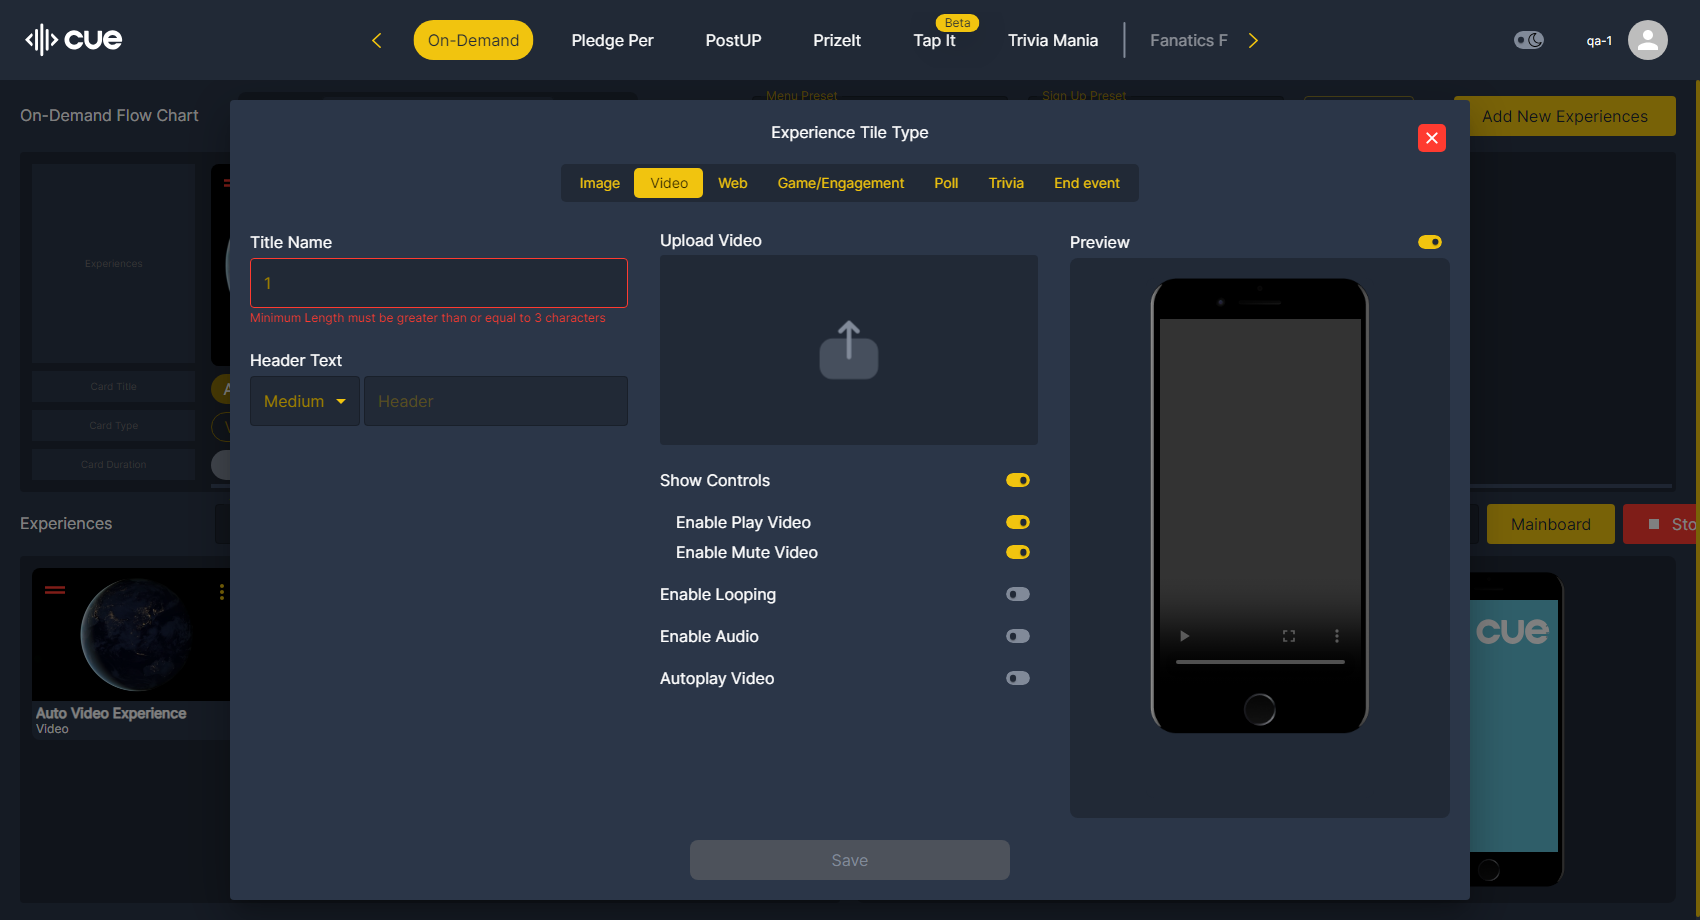 cue
On-Demand
Pledge Per
PostUP
PrizeIt
Tap It
Beta
Trivia Mania
Fanatics F
qa-1
On-Demand Flow Chart
Menu Preset
Sign Up Preset
Add New Experiences
Experience Tile Type
Image
Video
Web
Game/Engagement
Poll
Trivia
End event
Title Name
1
Minimum Length must be greater than or equal to 3 characters
Header Text
Medium
Header
Upload Video
Show Controls
Enable Play Video
Enable Mute Video
Enable Looping
Enable Audio
Autoplay Video
Preview
Save
Experiences
Card Title
Card Type
Card Duration
Experiences
Mainboard
Sto
Auto Video Experience
Video
cue